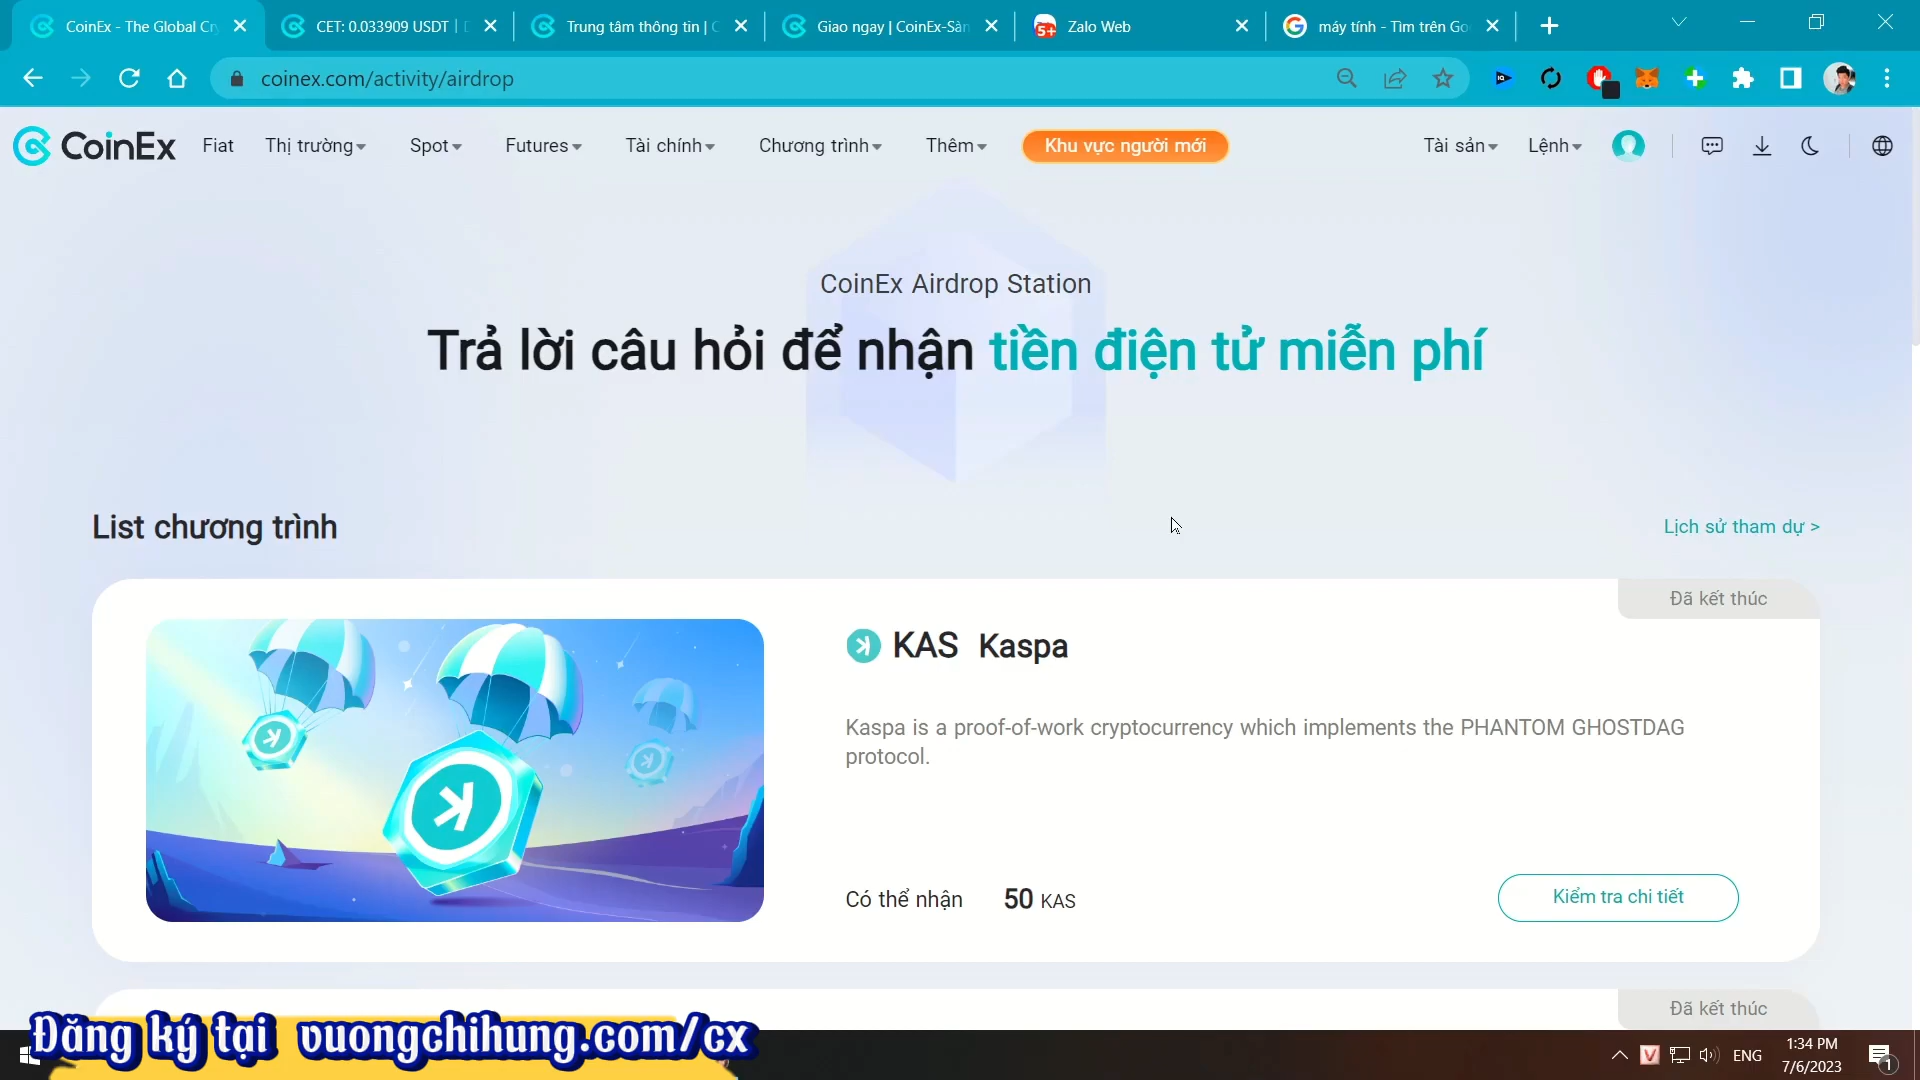 CoinEx - The Global Cry
CET: 0.033909 USDT |
Trung tâm thông tin | C
Giao ngay | CoinEx-Sàn
Zalo Web
máy tính - Tìm trên Go
coinex.com/activity/airdrop
CoinEx
Fiat
Thị trường
Spot
Futures
Tài chính
Chương trình
Thêm
Khu vực người mới
Tài sản
Lệnh
CoinEx Airdrop Station
Trả lời câu hỏi để nhận tiền điện tử miễn phí
List chương trình
Lịch sử tham dự >
Đã kết thúc
KAS Kaspa
Kaspa is a proof-of-work cryptocurrency which implements the PHANTOM GHOSTDAG
protocol.
Có thể nhận 50 KAS
Kiểm tra chi tiết
Đã kết thúc
Đăng ký tại vuongchihung.com/cx
ENG
1:34 PM
7/6/2023
1